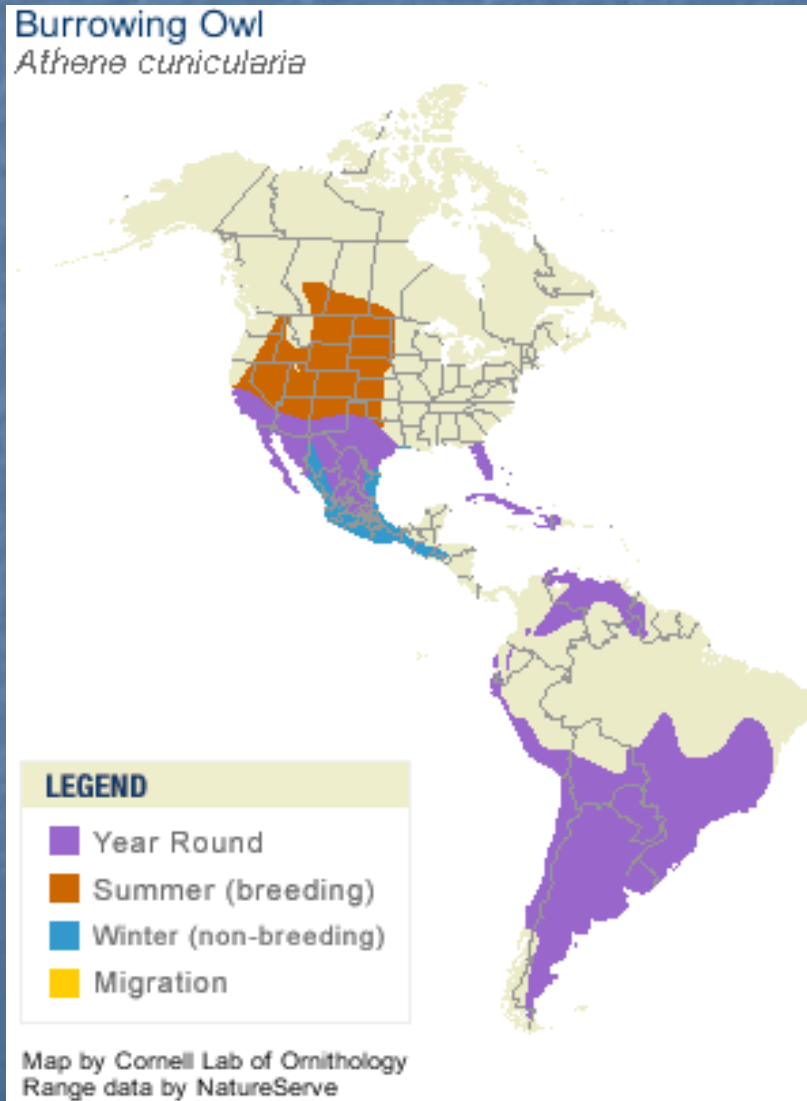 Burrowing Owl
Athene cunicularia
LEGEND
Year Round
Summer (breeding)
Winter (non-breeding)
Migration
Map by Cornell Lab of Ornithology
Range data by NatureServe